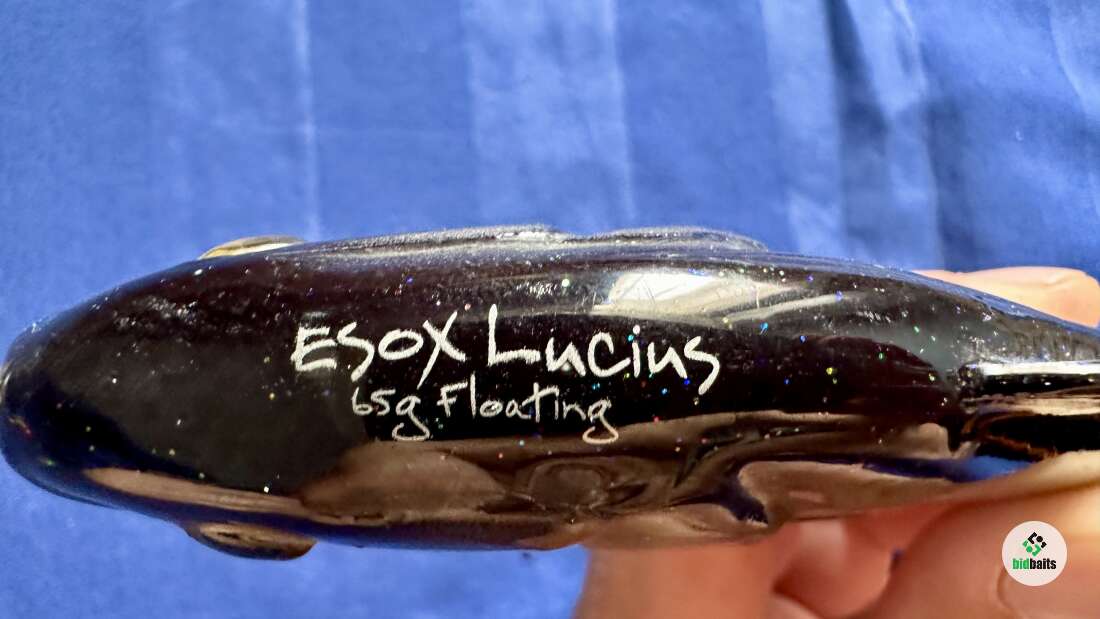 Esox Lucius
65g Floating
bidbaits